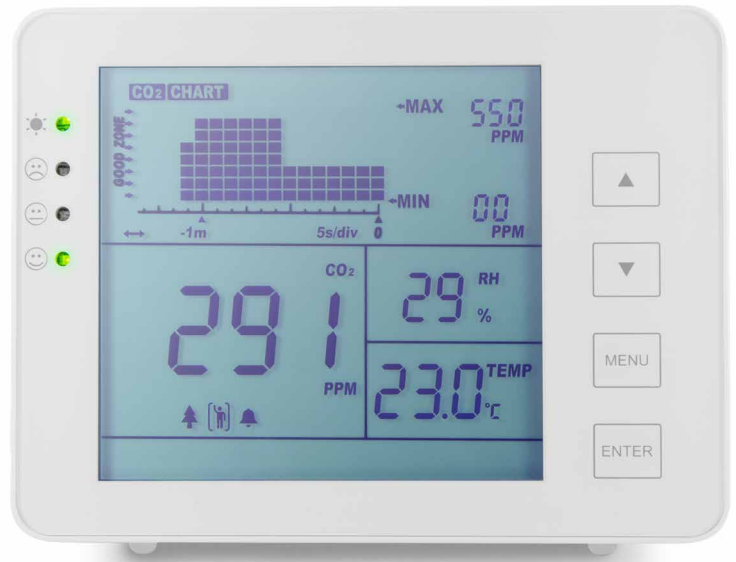 CO₂ CHART
GOOD ZONE
MAX 550 PPM
MIN 00 PPM
-1m 5s/div 0
CO₂
291 PPM
29 RH %
23.0 TEMP °C
MENU
ENTER